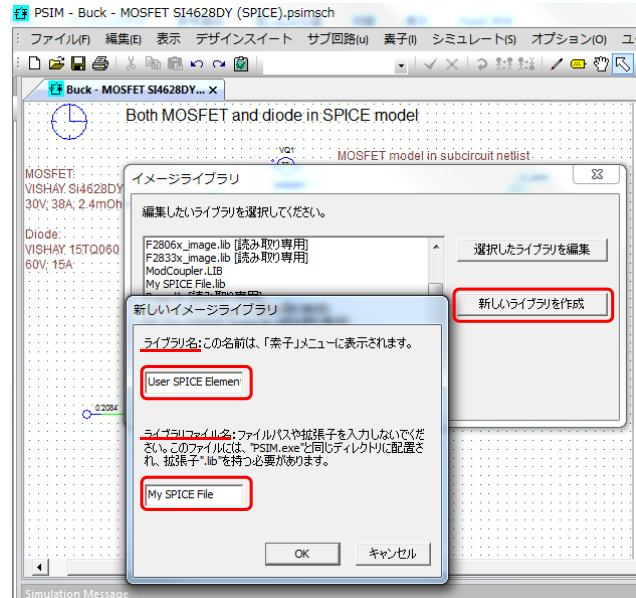 PSIM - Buck - MOSFET SI4628DY (SPICE).psimsch
ファイル(F) 編集(E) 表示 デザインスイート サブ回路(u) 素子(l) シミュレート(S) オプション(O) ユ
Buck - MOSFET SI4628DY... ×
Both MOSFET and diode in SPICE model
VQ1
MOSFET model in subcircuit netlist
MOSFET:
VISHAY Si4628DY
30V; 38A; 2.4mOh
Diode:
VISHAY 15TQ060
60V; 15A
0.2084
イメージライブラリ
編集したいライブラリを選択してください。
F2806x_image.lib [読み取り専用]
F2833x_image.lib [読み取り専用]
ModCoupler.LIB
My SPICE File.lib
選択したライブラリを編集
新しいライブラリを作成
新しいイメージライブラリ
ライブラリ名:この名前は、「素子」メニューに表示されます。
User SPICE Elemen
ライブラリファイル名:ファイルパスや拡張子を入力しないでくだ
さい。このファイルには、"PSIM.exe"と同じディレクトリに配置さ
れ、拡張子".lib"を持つ必要があります。
My SPICE File
OK キャンセル
Simulation Message